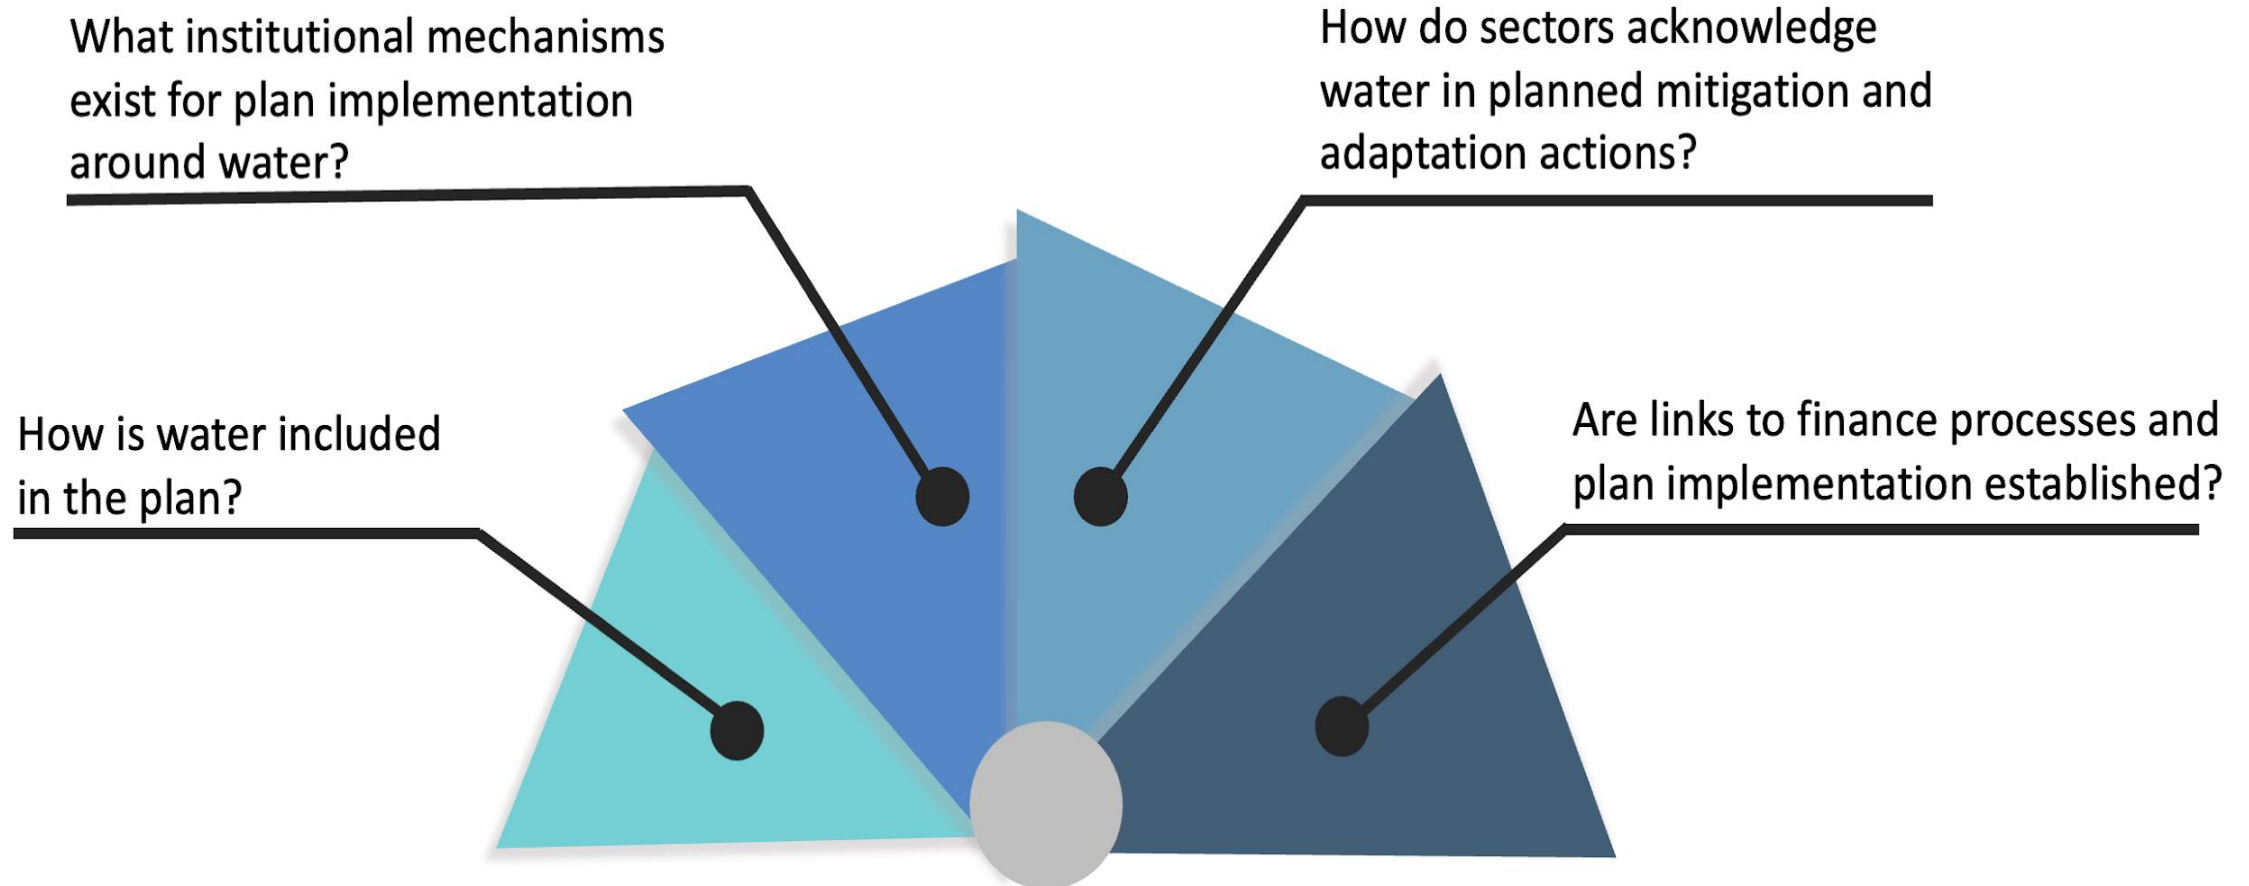 What institutional mechanisms
exist for plan implementation
around water?
How do sectors acknowledge
water in planned mitigation and
adaptation actions?
How is water included
in the plan?
Are links to finance processes and
plan implementation established?